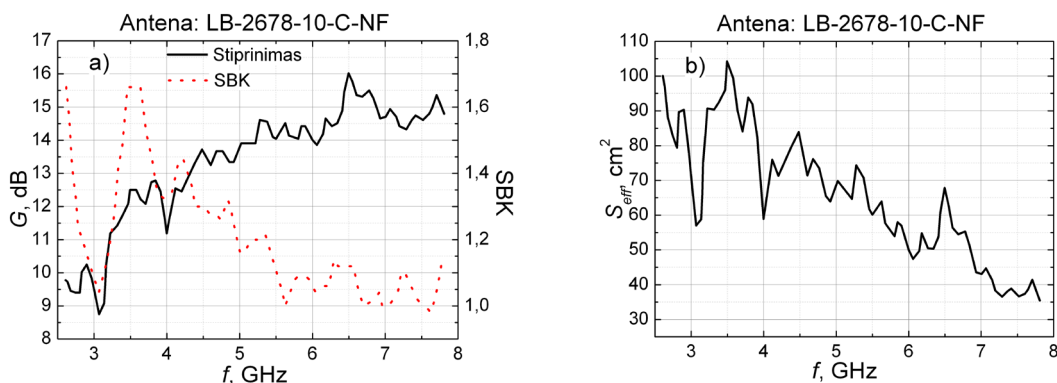 Antena: LB-2678-10-C-NF
a)
Stiprinimas
SBK
17
16
15
14
13
12
11
10
9
8
G, dB
1,8
1,6
1,4
1,2
1,0
SBK
3 4 5 6 7 8
f, GHz
Antena: LB-2678-10-C-NF
b)
110
100
90
80
70
60
50
40
30
S_eff, cm²
3 4 5 6 7 8
f, GHz